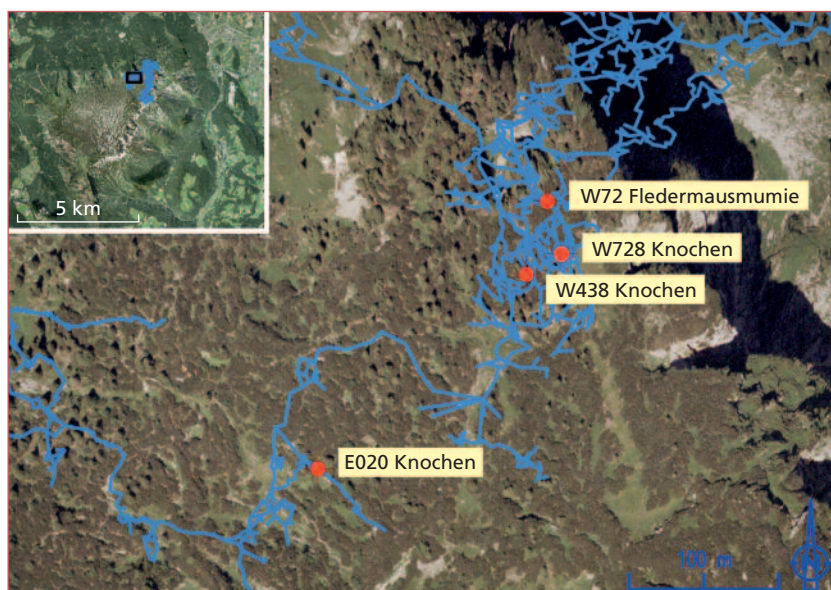 5 km
W72 Fledermausmumie
W728 Knochen
W438 Knochen
E020 Knochen
100 m
N